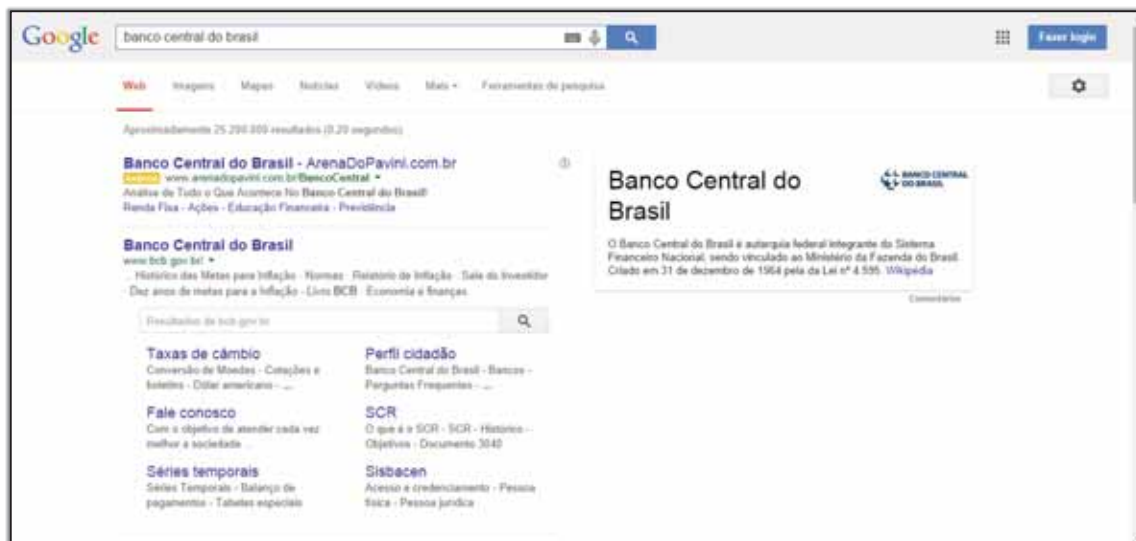 Google
banco central do brasil
Fazer login
Web Imagens Mapas Notícias Vídeos Mais Ferramentas de pesquisa
Aproximadamente 25.200.000 resultados (0,20 segundos)
Banco Central do Brasil - ArenaDoPavini.com.br
Anúncio www.arenadopavini.com.br/BancoCentral
Análise de Tudo o Que Acontece No Banco Central do Brasil!
Renda Fixa - Ações - Educação Financeira - Previdência
Banco Central do Brasil
www.bcb.gov.br/
... Histórico das Metas para Inflação · Normas · Relatório de Inflação · Sala do Investidor
· Dez anos de metas para a Inflação · Livro BCB · Economia e finanças.
Resultados de bcb.gov.br
Taxas de câmbio
Conversão de Moedas - Cotações e
boletins - Dólar americano - ...
Perfil cidadão
Banco Central do Brasil - Bancos -
Perguntas Frequentes - ...
Fale conosco
Com o objetivo de atender cada vez
melhor a sociedade ...
SCR
O que é o SCR - SCR - Histórico -
Objetivos - Documento 3040
Séries temporais
Séries Temporais - Balanço de
pagamentos - Tabelas especiais
Sisbacen
Acesso e credenciamento - Pessoa
física - Pessoa jurídica
Banco Central do
Brasil
BANCO CENTRAL
DO BRASIL
O Banco Central do Brasil é autarquia federal integrante do Sistema
Financeiro Nacional, sendo vinculado ao Ministério da Fazenda do Brasil.
Criado em 31 de dezembro de 1964 pela da Lei nº 4.595. Wikipédia
Comentários